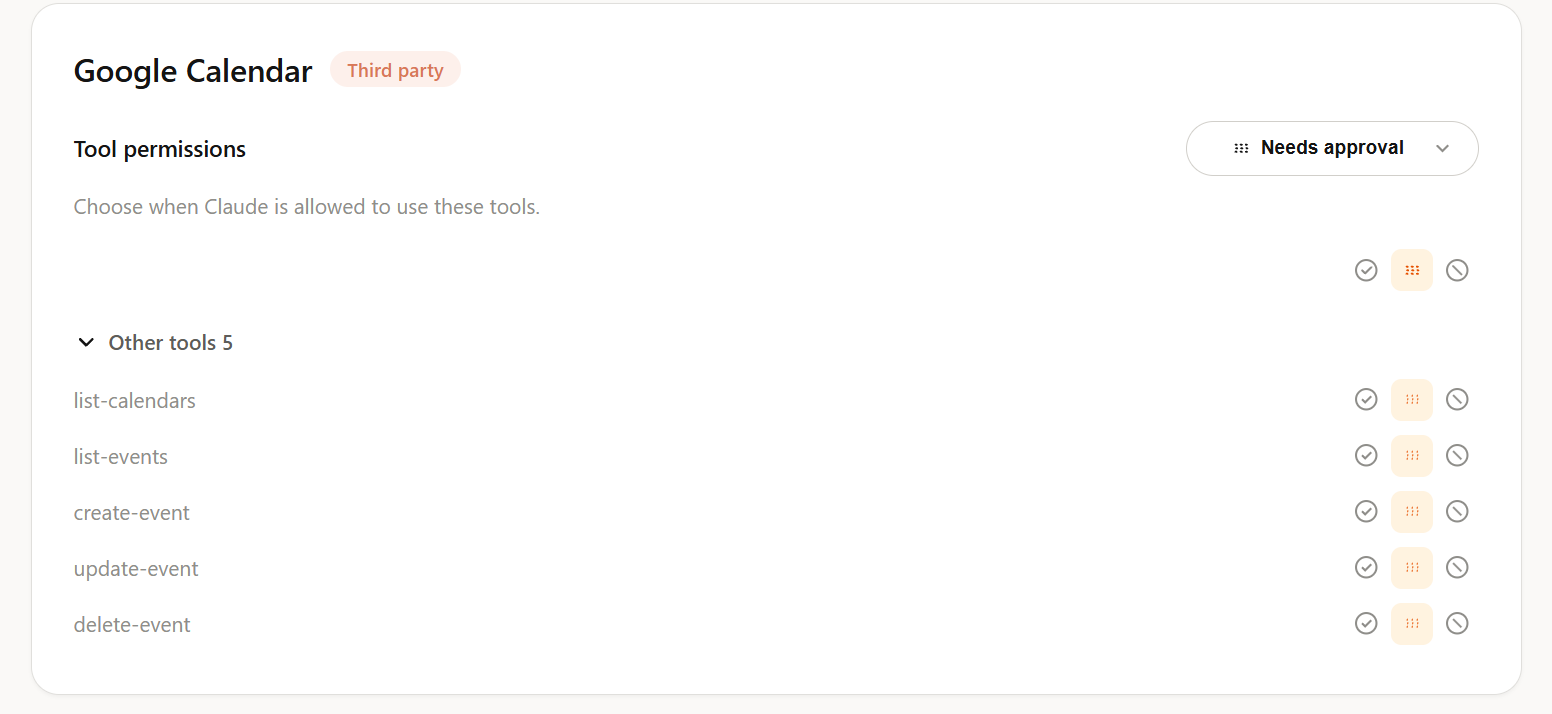 Google Calendar Third party
Tool permissions
Needs approval
Choose when Claude is allowed to use these tools.
Other tools 5
list-calendars
list-events
create-event
update-event
delete-event